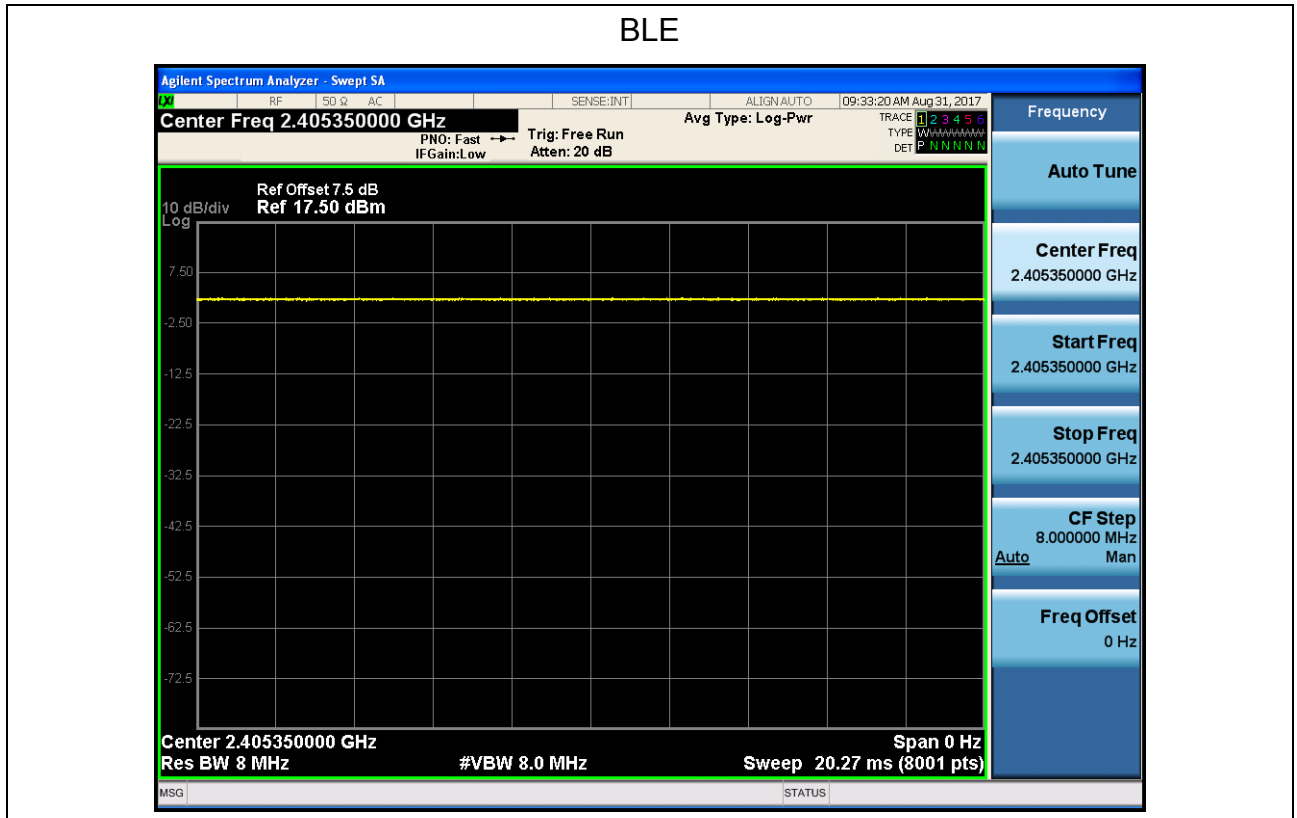 BLE
Agilent Spectrum Analyzer - Swept SA
LXI RF 50 Ω AC SENSE:INT ALIGN AUTO 09:33:20 AM Aug 31, 2017
Center Freq 2.405350000 GHz Avg Type: Log-Pwr TRACE 1 2 3 4 5 6
PNO: Fast Trig: Free Run TYPE
IFGain:Low Atten: 20 dB DET P N N N N N
Ref Offset 7.5 dB
10 dB/div Ref 17.50 dBm
Log
7.50
-2.50
-12.5
-22.5
-32.5
-42.5
-52.5
-62.5
-72.5
Center 2.405350000 GHz Span 0 Hz
Res BW 8 MHz #VBW 8.0 MHz Sweep 20.27 ms (8001 pts)
MSG STATUS
Frequency
Auto Tune
Center Freq
2.405350000 GHz
Start Freq
2.405350000 GHz
Stop Freq
2.405350000 GHz
CF Step
8.000000 MHz
Auto Man
Freq Offset
0 Hz